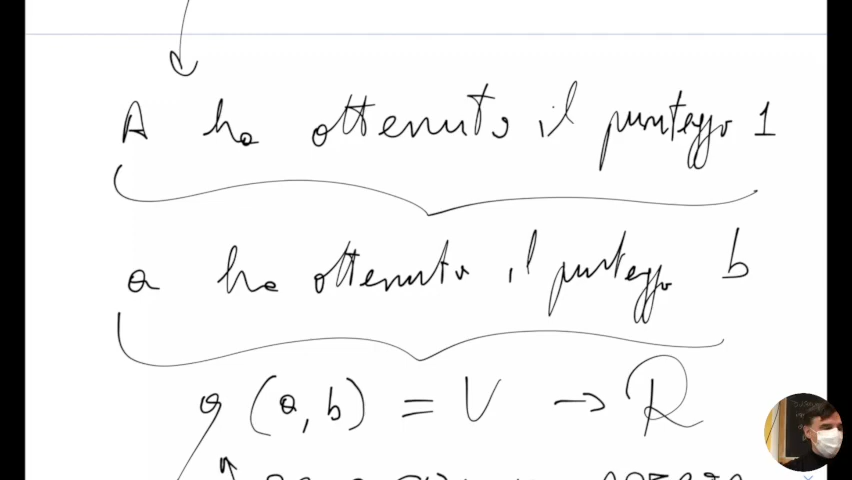 A ha ottenuto il punteggio 1
a ha ottenuto il punteggio b
g (a, b) = V → R